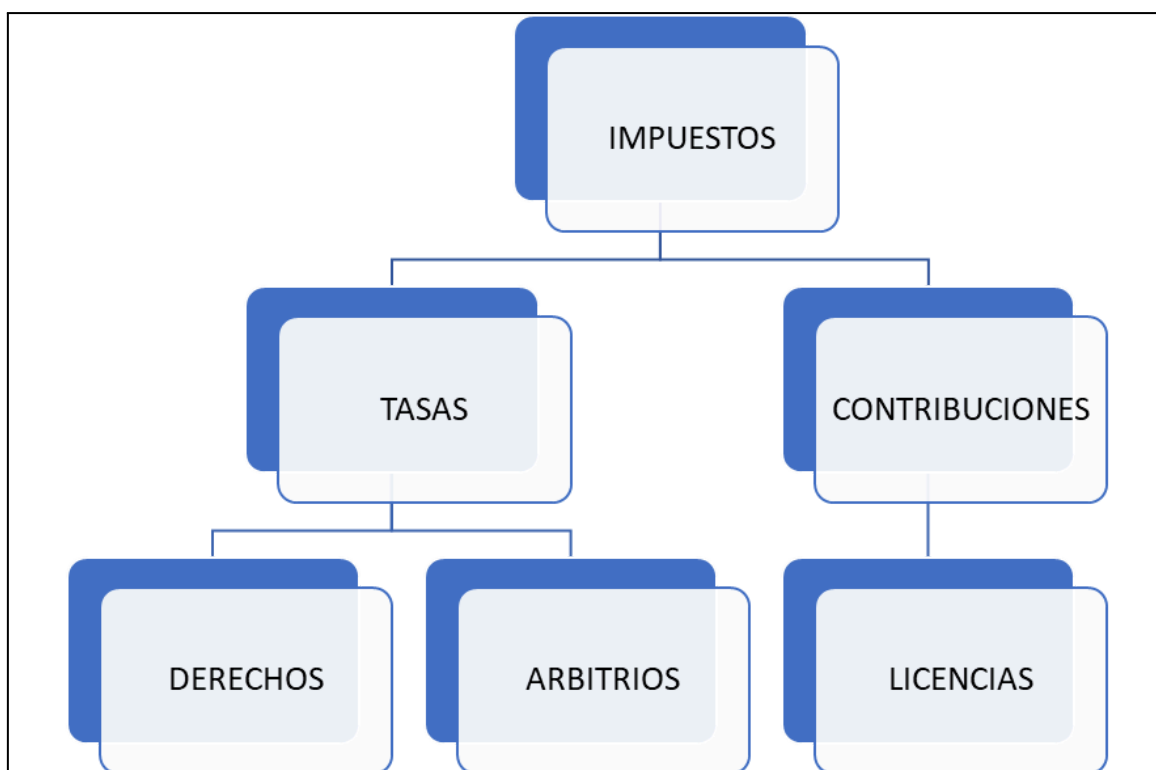 IMPUESTOS
TASAS
CONTRIBUCIONES
DERECHOS
ARBITRIOS
LICENCIAS